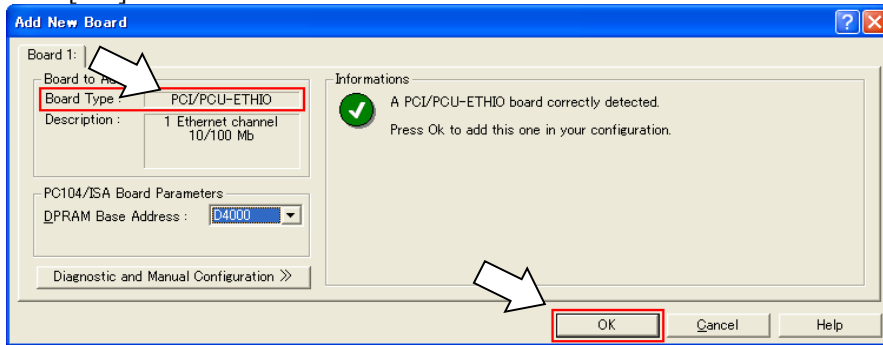 Add New Board
Board 1:
Board to Ad
Board Type : PCI/PCU-ETHIO
Description : 1 Ethernet channel
10/100 Mb
PC104/ISA Board Parameters
DPRAM Base Address : D4000
Diagnostic and Manual Configuration >>
Informations
A PCI/PCU-ETHIO board correctly detected.
Press Ok to add this one in your configuration.
OK Cancel Help